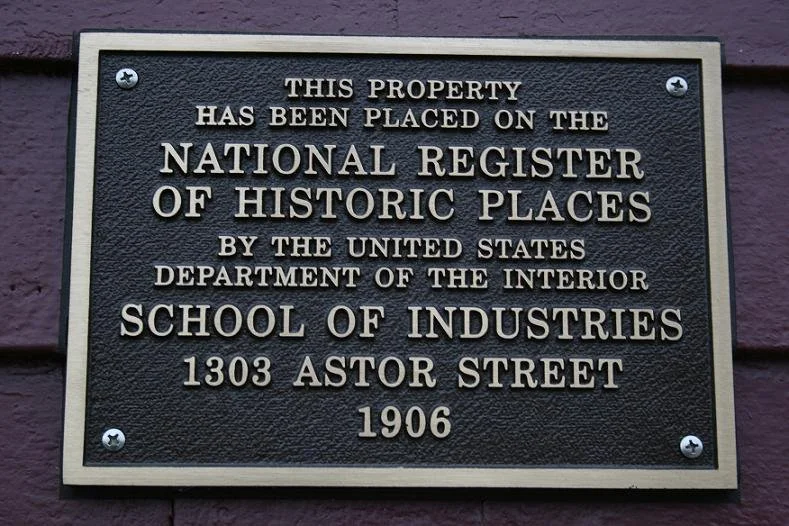 THIS PROPERTY
HAS BEEN PLACED ON THE
NATIONAL REGISTER
OF HISTORIC PLACES
BY THE UNITED STATES
DEPARTMENT OF THE INTERIOR
SCHOOL OF INDUSTRIES
1303 ASTOR STREET
1906